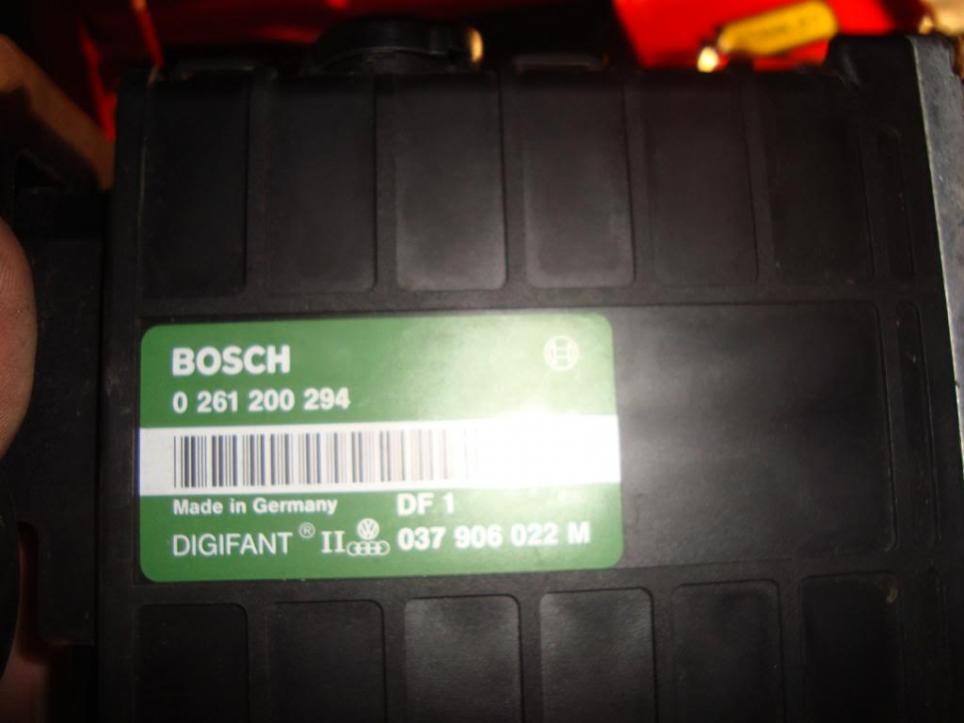 BOSCH
0 261 200 294
Made in Germany DF 1
DIGIFANT ® II 037 906 022 M